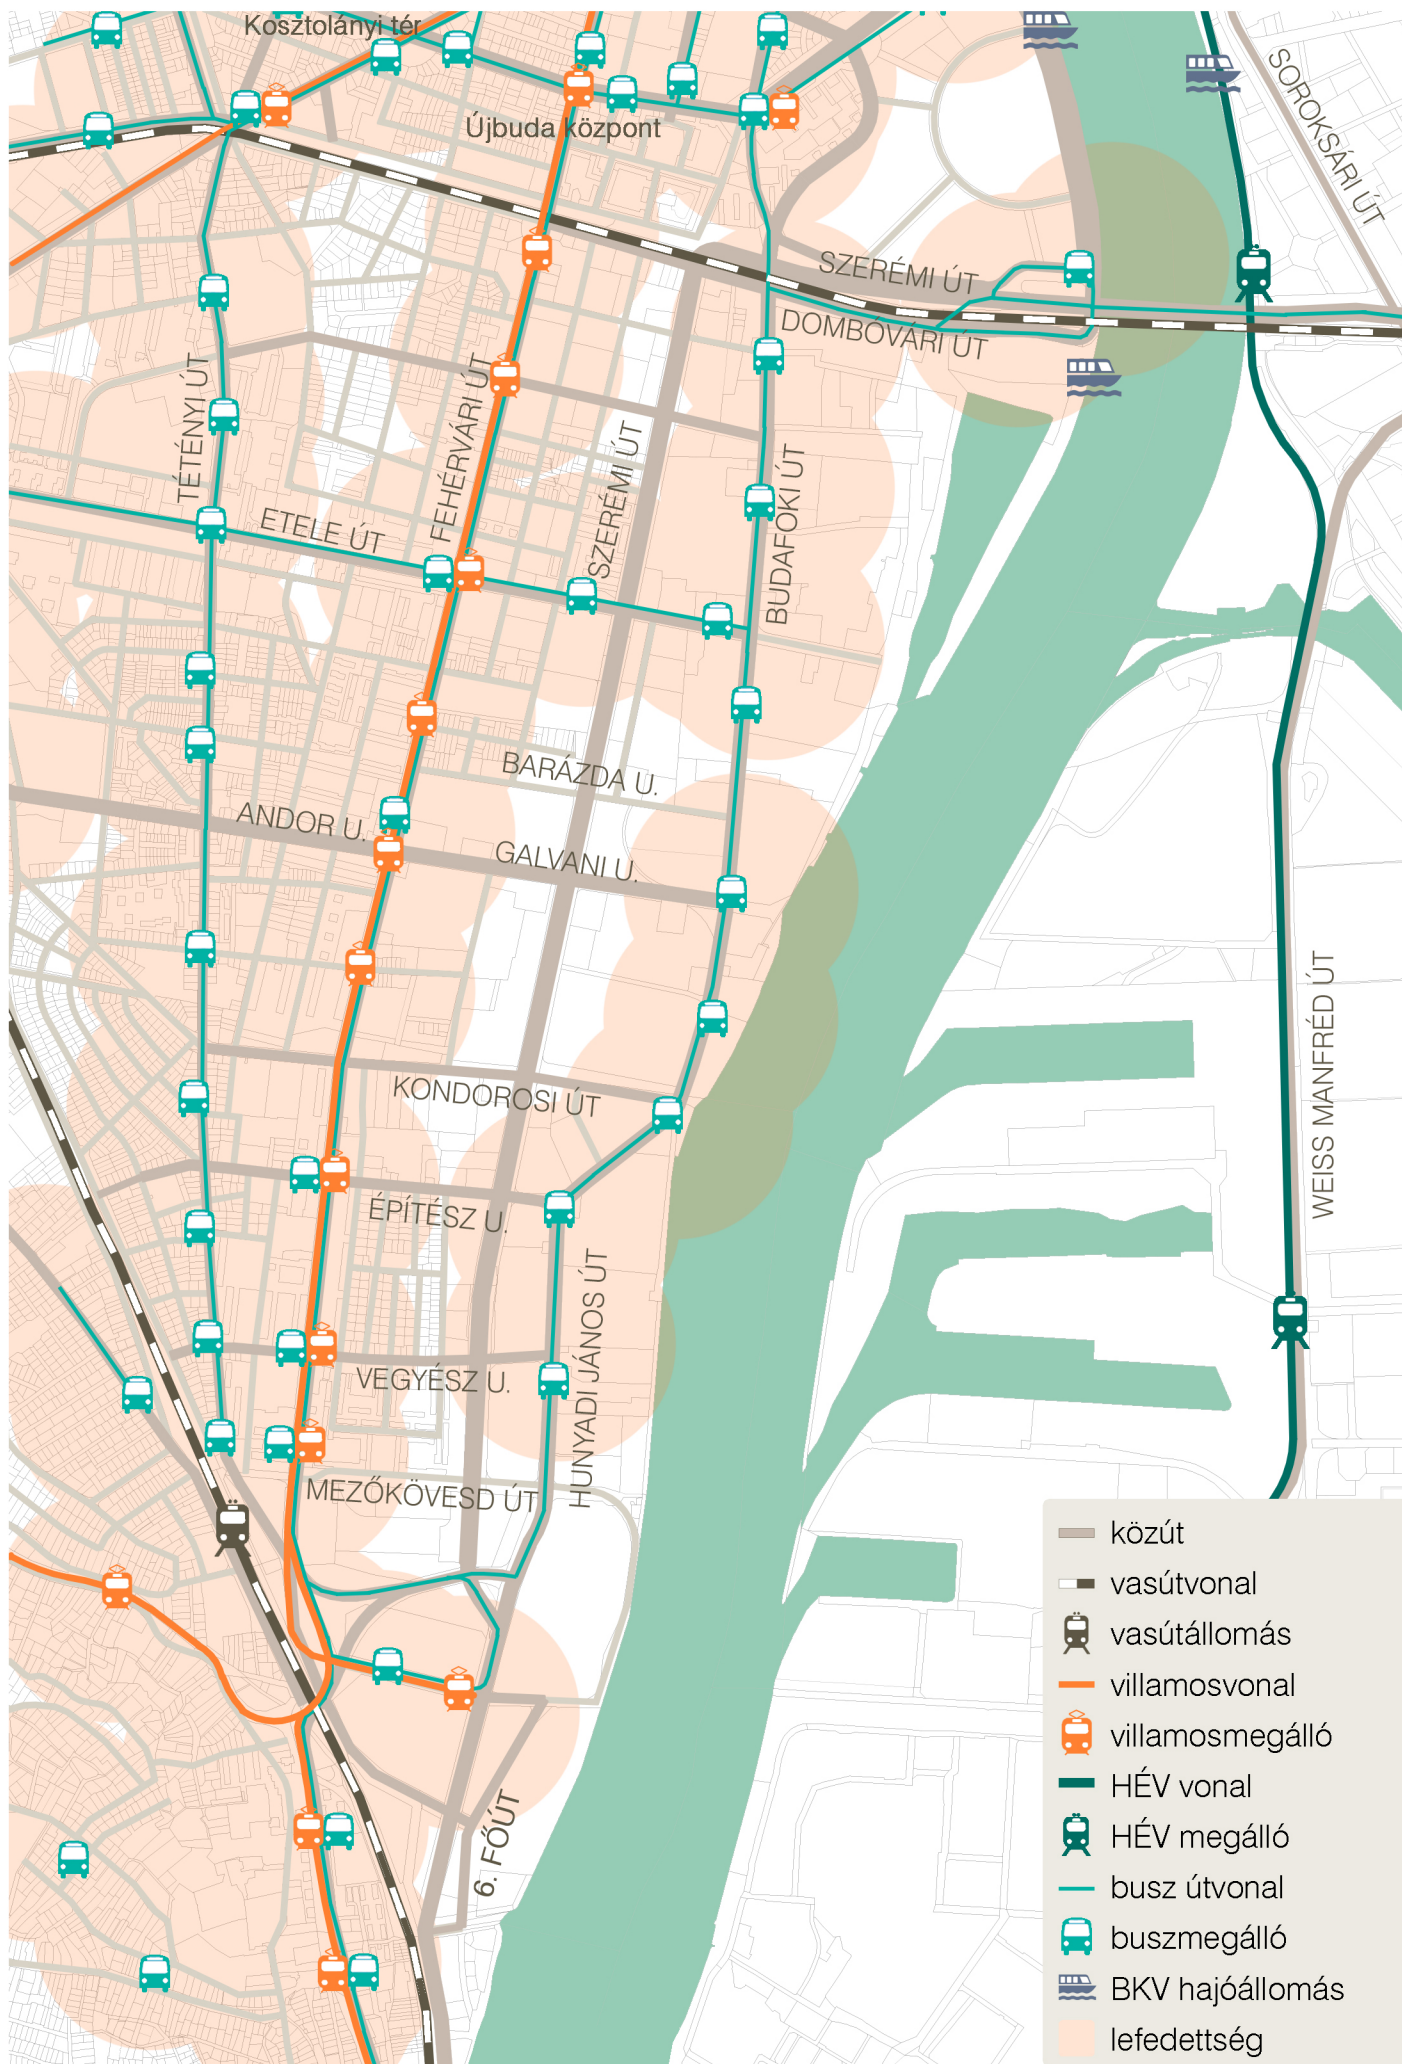 Kosztolányi tér
Újbuda központ
SOROKSÁRI ÚT
SZERÉMI ÚT
DOMBÓVÁRI ÚT
TÉTÉNYI ÚT
FEHÉRVÁRI ÚT
SZERÉMI ÚT
BUDAFOKI ÚT
ETELE ÚT
BARÁZDA U.
ANDOR U.
GALVANI U.
WEISS MANFRÉD ÚT
KONDOROSI ÚT
ÉPÍTÉSZ U.
HUNYADI JÁNOS ÚT
VEGYÉSZ U.
MEZŐKÖVESD ÚT
6. FŐÚT
közút
vasútvonal
vasútállomás
villamosvonal
villamosmegálló
HÉV vonal
HÉV megálló
busz útvonal
buszmegálló
BKV hajóállomás
lefedettség